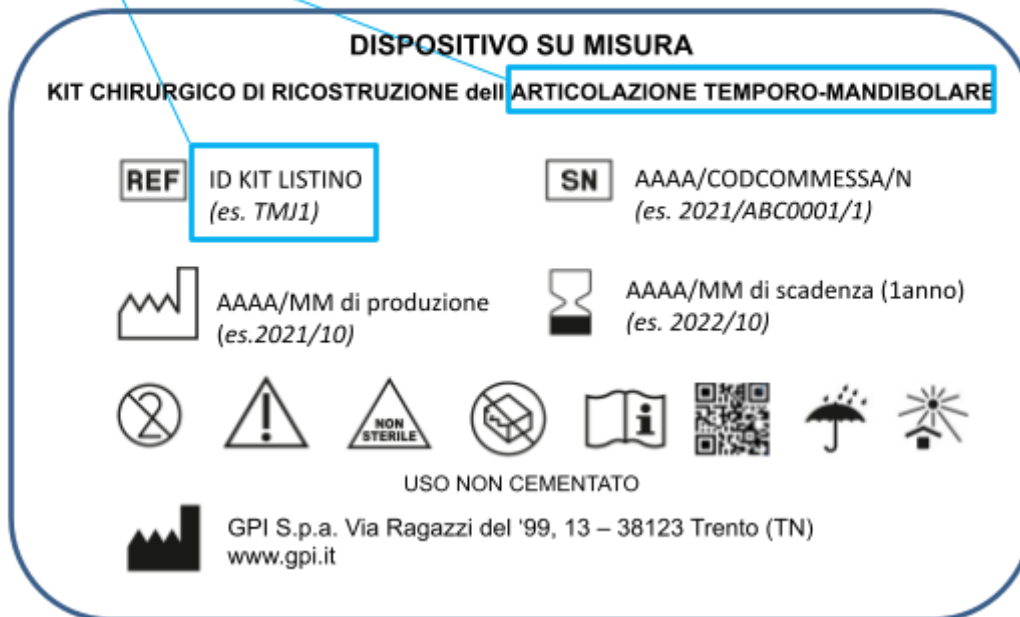 DISPOSITIVO SU MISURA
KIT CHIRURGICO DI RICOSTRUZIONE dell ARTICOLAZIONE TEMPORO-MANDIBOLARE
REF ID KIT LISTINO
(es. TMJ1)
SN AAAA/CODCOMMESSA/N
(es. 2021/ABC0001/1)
AAAA/MM di produzione
(es.2021/10)
AAAA/MM di scadenza (1anno)
(es. 2022/10)
2
NON
STERILE
i
USO NON CEMENTATO
GPI S.p.a. Via Ragazzi del '99, 13 – 38123 Trento (TN)
www.gpi.it